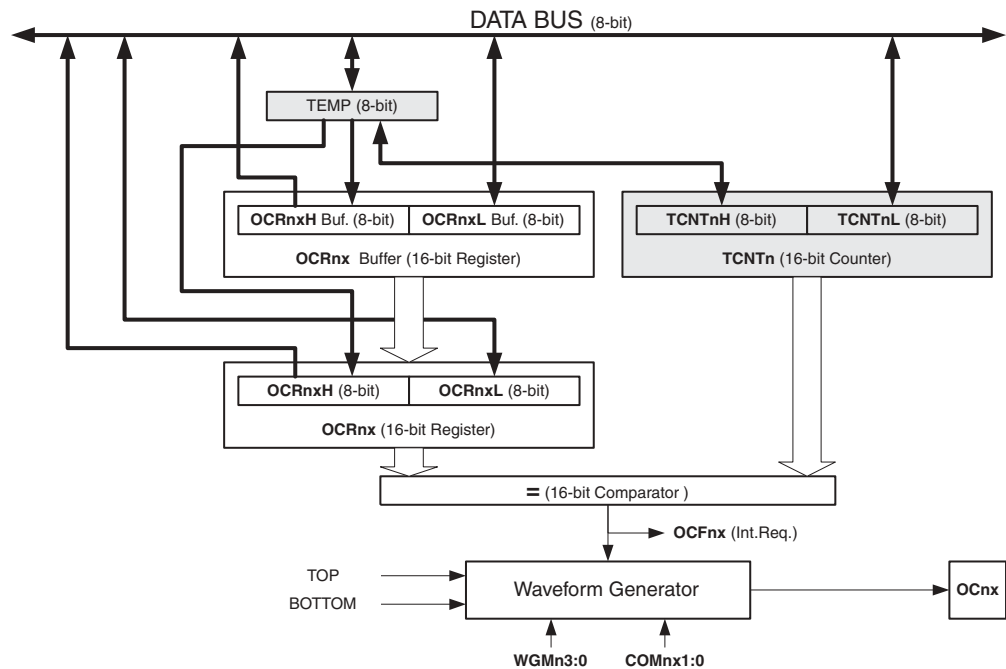 DATA BUS (8-bit)
TEMP (8-bit)
OCRnxH Buf. (8-bit)
OCRnxL Buf. (8-bit)
OCRnx Buffer (16-bit Register)
TCNTnH (8-bit)
TCNTnL (8-bit)
TCNTn (16-bit Counter)
OCRnxH (8-bit)
OCRnxL (8-bit)
OCRnx (16-bit Register)
= (16-bit Comparator )
OCFnx (Int.Req.)
TOP
BOTTOM
Waveform Generator
OCnx
WGMn3:0
COMnx1:0